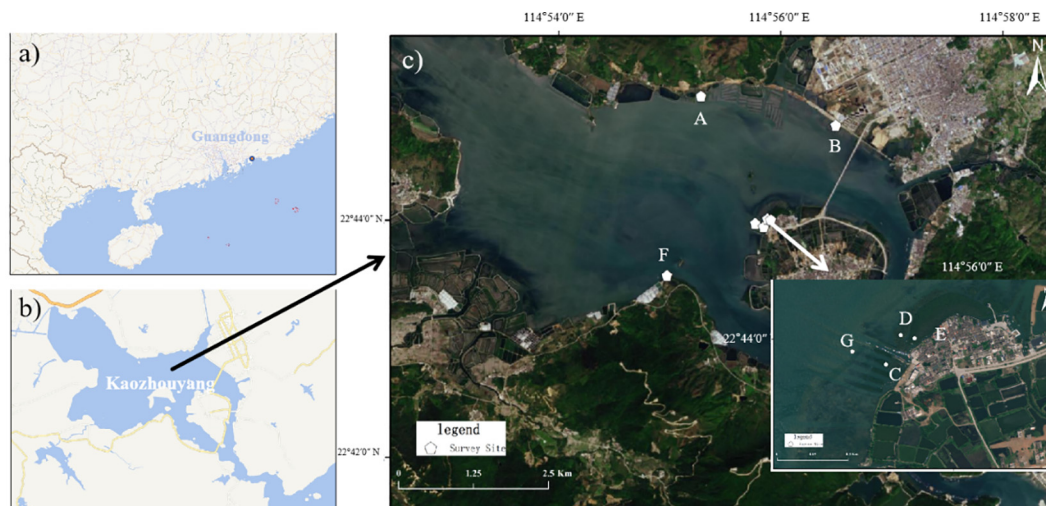 114°54'0'' E
114°56'0'' E
114°58'0'' E
a)
Guangdong
b)
Kaozhouyang
c)
N
A
B
22°44'0'' N
F
114°56'0'' E
22°44'0'' N
D
E
G
C
legend
Survey Site
22°42'0'' N
0
1.25
2.5 Km
legend